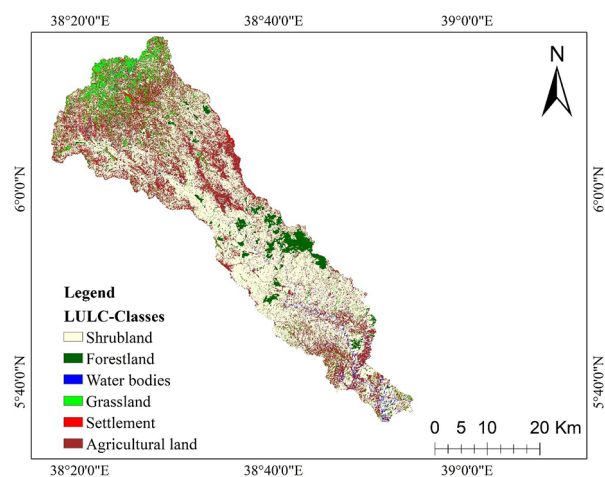 38°20'0"E 38°40'0"E 39°0'0"E
N
6°0'0"N 6°0'0"N
Legend
LULC-Classes
Shrubland
Forestland
Water bodies
Grassland
Settlement
Agricultural land
5°40'0"N 5°40'0"N
0 5 10 20 Km
38°20'0"E 38°40'0"E 39°0'0"E